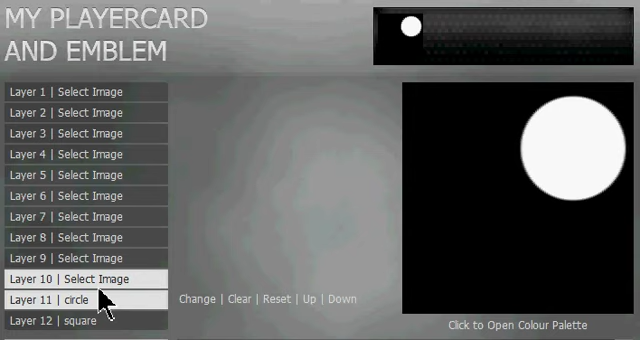 MY PLAYERCARD
AND EMBLEM
Layer 1 | Select Image
Layer 2 | Select Image
Layer 3 | Select Image
Layer 4 | Select Image
Layer 5 | Select Image
Layer 6 | Select Image
Layer 7 | Select Image
Layer 8 | Select Image
Layer 9 | Select Image
Layer 10 | Select Image
Layer 11 | circle
Change | Clear | Reset | Up | Down
Layer 12 | square
Click to Open Colour Palette